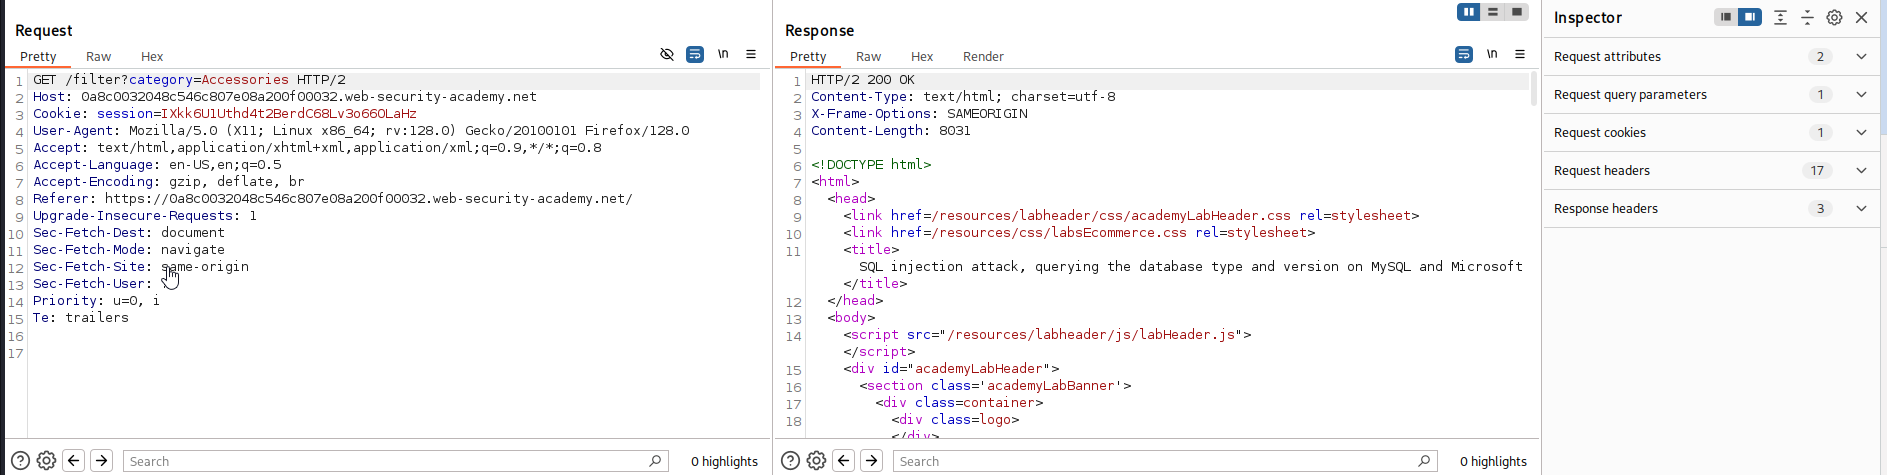 Request
Pretty Raw Hex \n
1 GET /filter?category=Accessories HTTP/2
2 Host: 0a8c0032048c546c807e08a200f00032.web-security-academy.net
3 Cookie: session=IXkk6U1Uthd4t2BerdC68Lv3o660LaHz
4 User-Agent: Mozilla/5.0 (X11; Linux x86_64; rv:128.0) Gecko/20100101 Firefox/128.0
5 Accept: text/html,application/xhtml+xml,application/xml;q=0.9,*/*;q=0.8
6 Accept-Language: en-US,en;q=0.5
7 Accept-Encoding: gzip, deflate, br
8 Referer: https://0a8c0032048c546c807e08a200f00032.web-security-academy.net/
9 Upgrade-Insecure-Requests: 1
10 Sec-Fetch-Dest: document
11 Sec-Fetch-Mode: navigate
12 Sec-Fetch-Site: same-origin
13 Sec-Fetch-User:
14 Priority: u=0, i
15 Te: trailers
16
17
Search 0 highlights
Response
Pretty Raw Hex Render \n
1 HTTP/2 200 OK
2 Content-Type: text/html; charset=utf-8
3 X-Frame-Options: SAMEORIGIN
4 Content-Length: 8031
5
6 <!DOCTYPE html>
7 <html>
8 <head>
9 <link href=/resources/labheader/css/academyLabHeader.css rel=stylesheet>
10 <link href=/resources/css/labsEcommerce.css rel=stylesheet>
11 <title>
SQL injection attack, querying the database type and version on MySQL and Microsoft
</title>
12 </head>
13 <body>
14 <script src="/resources/labheader/js/labHeader.js">
</script>
15 <div id="academyLabHeader">
16 <section class='academyLabBanner'>
17 <div class=container>
18 <div class=logo>
</div>
Search 0 highlights
Inspector
Request attributes 2
Request query parameters 1
Request cookies 1
Request headers 17
Response headers 3